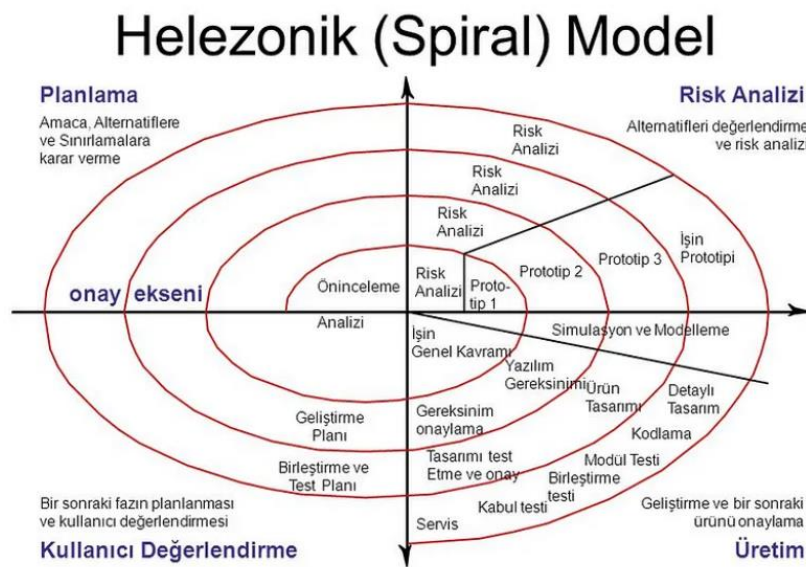 Helezonik (Spiral) Model
Planlama
Amaca, Alternatiflere
ve Sınırlamalara
karar verme
Risk Analizi
Alternatifleri değerlendirme
ve risk analizi
Risk
Analizi
Risk
Analizi
Risk
Analizi
Risk
Analizi
Proto-
tip 1
Prototip 2
Prototip 3
İşin
Prototipi
onay ekseni
Öninceleme
Analizi
Simulasyon ve Modelleme
İşin
Genel Kavramı
Yazılım
Gereksinimi
Ürün
Tasarımı
Detaylı
Tasarım
Geliştirme
Planı
Gereksinim
onaylama
Kodlama
Birleştirme ve
Test Planı
Tasarımı test
Etme ve onay
Modül Testi
Birleştirme
testi
Kabul testi
Servis
Bir sonraki fazın planlanması
ve kullanıcı değerlendirmesi
Kullanıcı Değerlendirme
Geliştirme ve bir sonraki
ürünü onaylama
Üretim